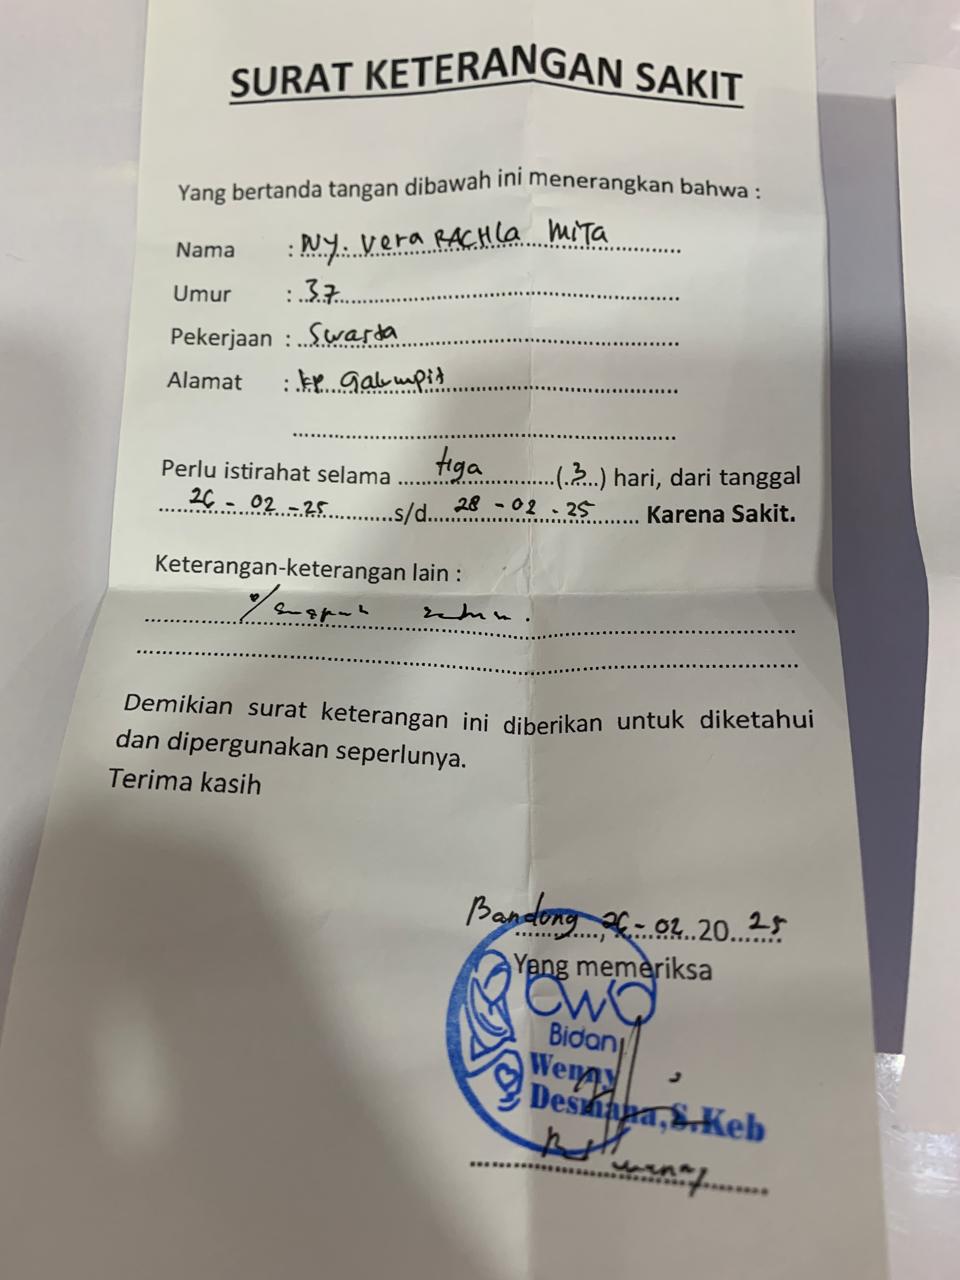 SURAT KETERANGAN SAKIT
Yang bertanda tangan dibawah ini menerangkan bahwa :
Nama : NY. Vera RACHLa MiTa
Umur : 37
Pekerjaan : Swasta
Alamat : kp Galumpit
Perlu istirahat selama tiga (3) hari, dari tanggal
26 - 02 - 25 s/d 28 - 02 - 25 Karena Sakit.
Keterangan-keterangan lain :
Demikian surat keterangan ini diberikan untuk diketahui
dan dipergunakan seperlunya.
Terima kasih
Bandung, 26 - 02 20 25
Yang memeriksa
Bidan
Wenny
Desmana, S.Keb